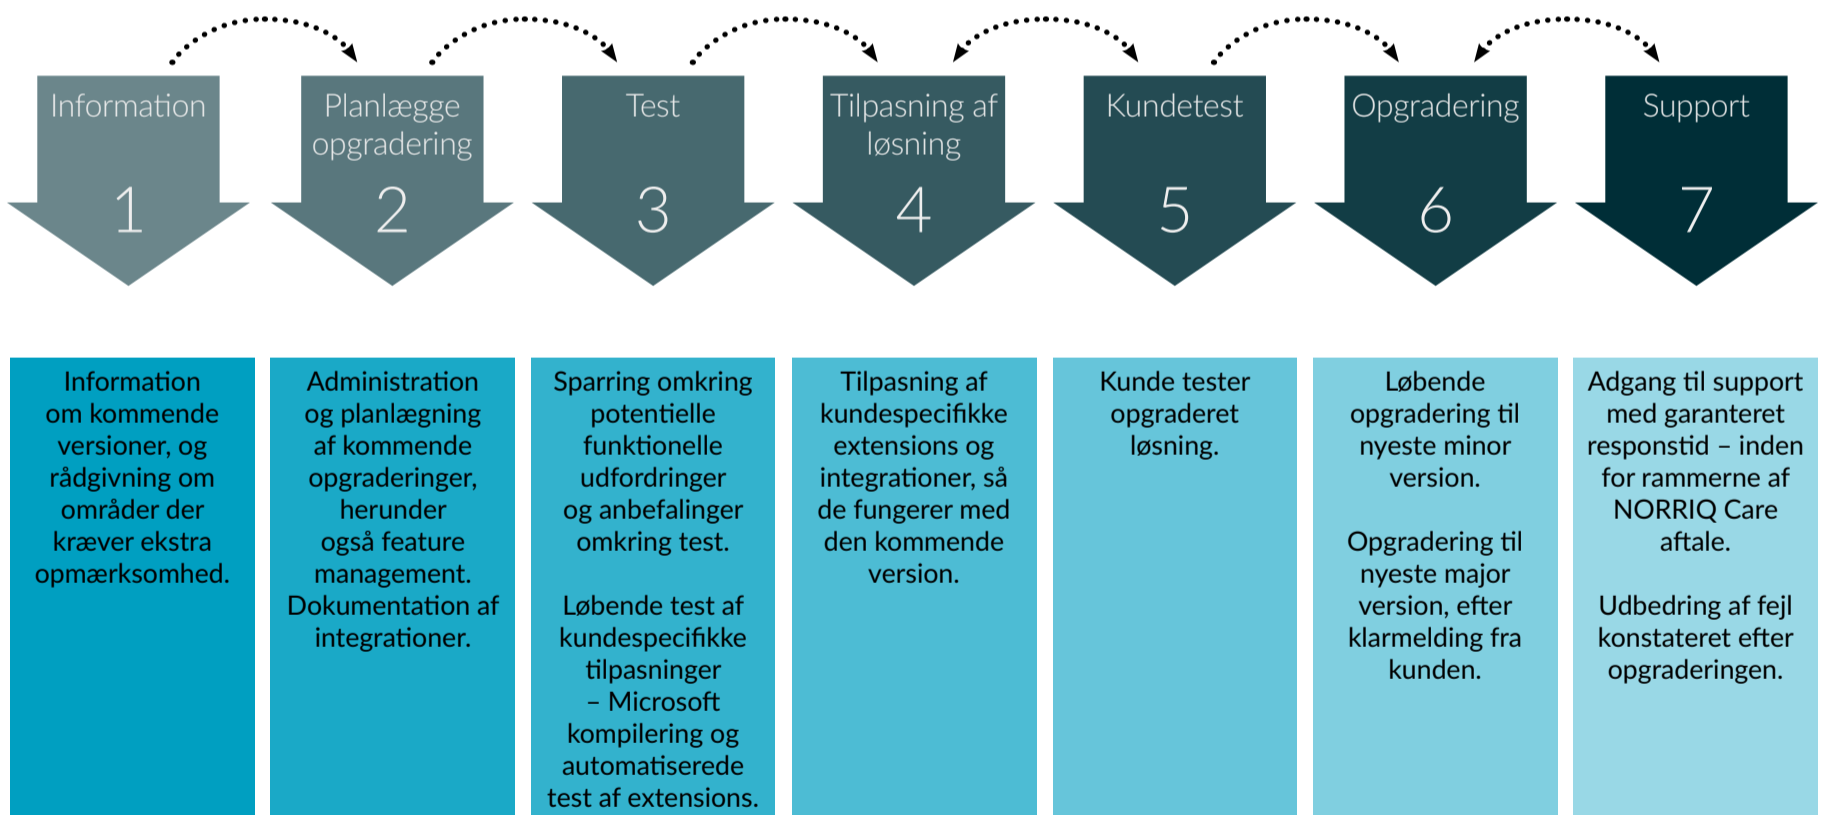 Information
1
Planlægge
opgradering
2
Test
3
Tilpasning af
løsning
4
Kundetest
5
Opgradering
6
Support
7
Information
om kommende
versioner, og
rådgivning om
områder der
kræver ekstra
opmærksomhed.
Administration
og planlægning
af kommende
opgraderinger,
herunder
også feature
management.
Dokumentation af
integrationer.
Sparring omkring
potentielle
funktionelle
udfordringer
og anbefalinger
omkring test.
Løbende test af
kundespecifikke
tilpasninger
– Microsoft
kompilering og
automatiserede
test af extensions.
Tilpasning af
kundespecifikke
extensions og
integrationer, så
de fungerer med
den kommende
version.
Kunde tester
opgraderet
løsning.
Løbende
opgradering til
nyeste minor
version.
Opgradering til
nyeste major
version, efter
klarmelding fra
kunden.
Adgang til support
med garanteret
responstid – inden
for rammerne af
NORRIQ Care
aftale.
Udbedring af fejl
konstateret efter
opgraderingen.